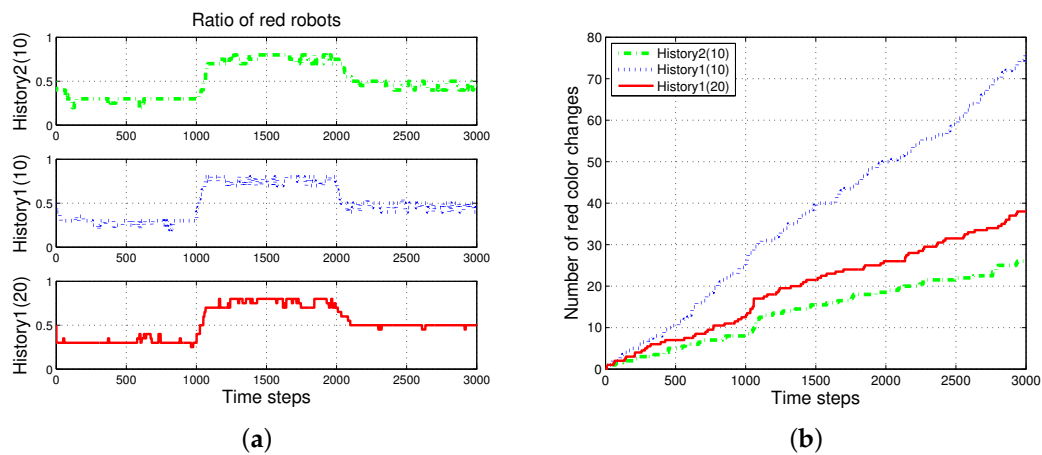 Ratio of red robots
History2(10)
1
0.5
0
0 500 1000 1500 2000 2500 3000
History1(10)
1
0.5
0
0 500 1000 1500 2000 2500 3000
History1(20)
1
0.5
0
0 500 1000 1500 2000 2500 3000
Time steps
(a)
Number of red color changes
80
70
60
50
40
30
20
10
0
History2(10)
History1(10)
History1(20)
0 500 1000 1500 2000 2500 3000
Time steps
(b)